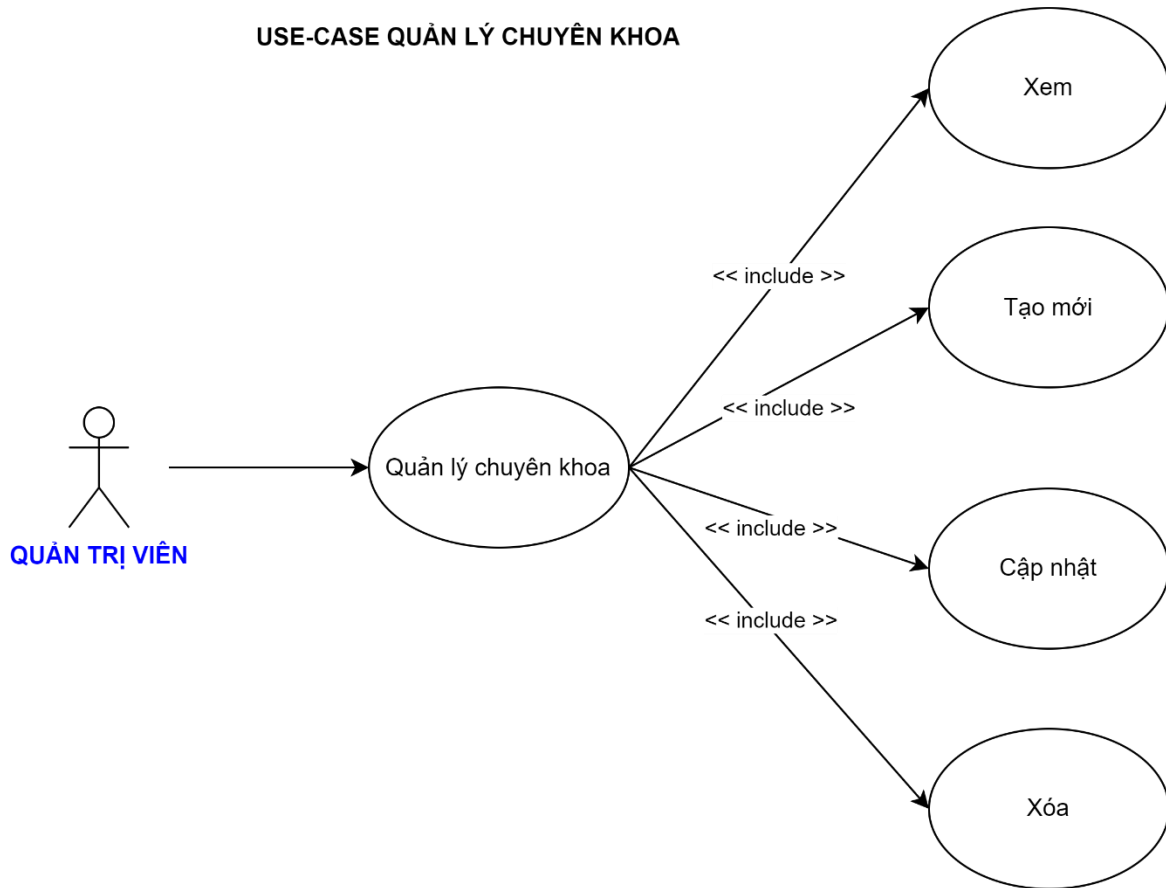 USE-CASE QUẢN LÝ CHUYÊN KHOA
Xem
<< include >>
Tạo mới
<< include >>
Quản lý chuyên khoa
QUẢN TRỊ VIÊN
<< include >>
Cập nhật
<< include >>
Xóa